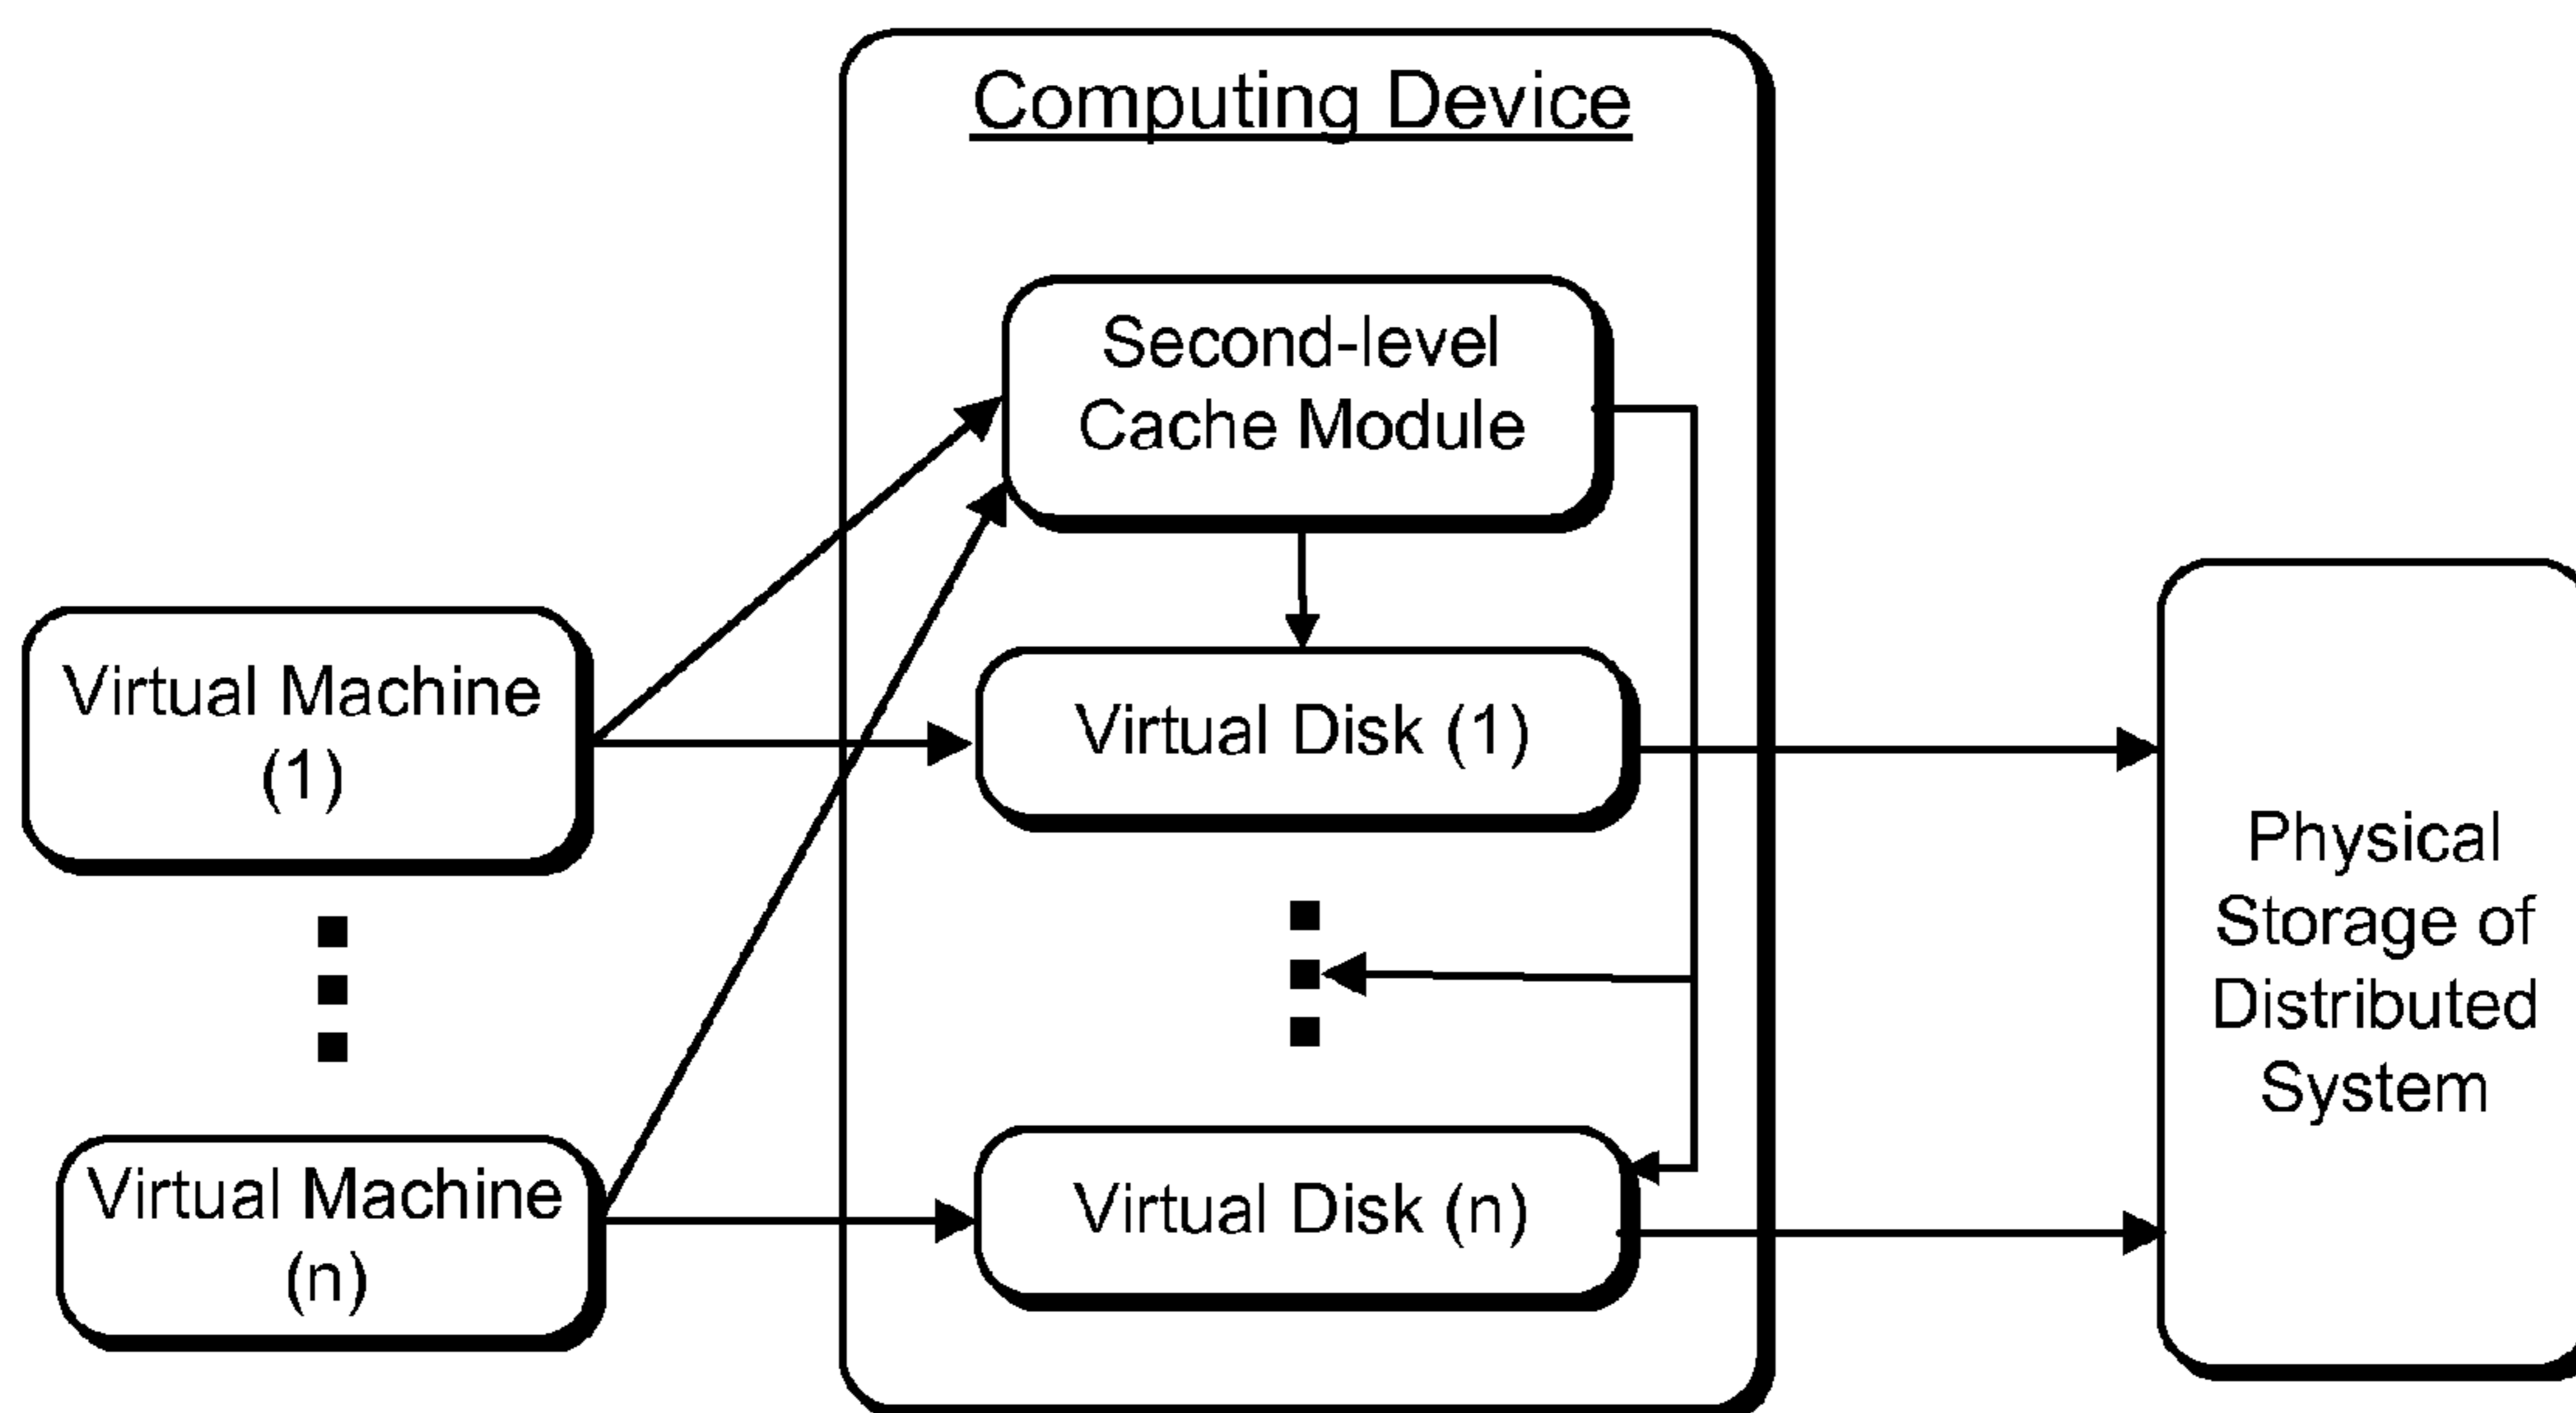 Computing Device
Second-level
Cache Module
Virtual Machine
(1)
Virtual Disk (1)
Physical
Storage of
Distributed
System
Virtual Machine
(n)
Virtual Disk (n)